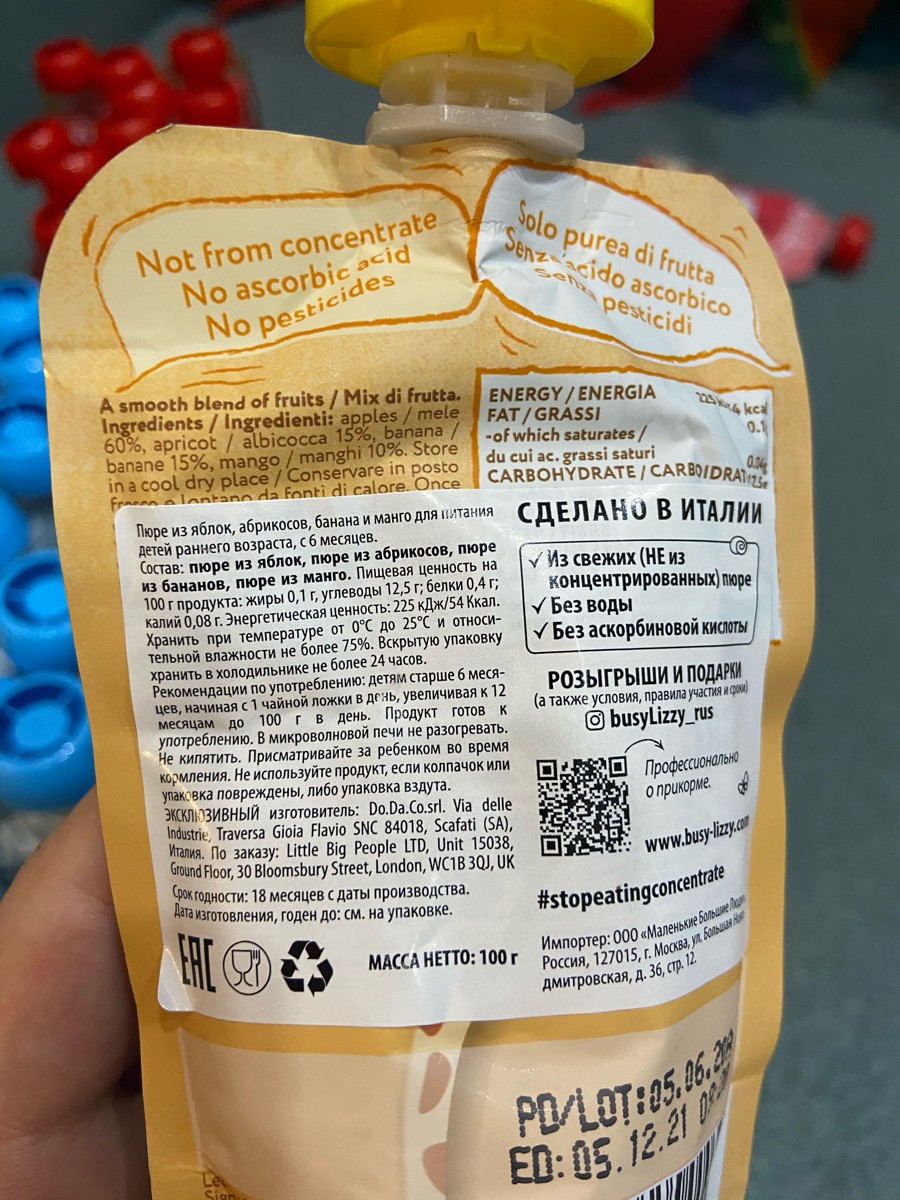 Not from concentrate
No ascorbic acid
No pesticides
Solo purea di frutta
Senza acido ascorbico
Senza pesticidi
A smooth blend of fruits / Mix di frutta.
Ingredients / Ingredienti: apples / mele
60%, apricot / albicocca 15%, banana /
banane 15%, mango / manghi 10%. Store
in a cool dry place / Conservare in posto
fresco e lontano da fonti di calore. Once
ENERGY / ENERGIA
FAT / GRASSI 0.1
-of which saturates /
du cui ac. grassi saturi
CARBOHYDRATE / CARBOIDRATI
Пюре из яблок, абрикосов, банана и манго для питания
детей раннего возраста, с 6 месяцев.
Состав: пюре из яблок, пюре из абрикосов, пюре
из бананов, пюре из манго. Пищевая ценность на
100 г продукта: жиры 0,1 г, углеводы 12,5 г; белки 0,4 г;
калий 0,08 г. Энергетическая ценность: 225 кДж/54 Ккал.
Хранить при температуре от 0°С до 25°С и относи-
тельной влажности не более 75%. Вскрытую упаковку
хранить в холодильнике не более 24 часов.
Рекомендации по употреблению: детям старше 6 меся-
цев, начиная с 1 чайной ложки в день, увеличивая к 12
месяцам до 100 г в день. Продукт готов к
употреблению. В микроволновой печи не разогревать.
Не кипятить. Присматривайте за ребенком во время
кормления. Не используйте продукт, если колпачок или
упаковка повреждены, либо упаковка вздута.
ЭКСКЛЮЗИВНЫЙ изготовитель: Do.Da.Co.srl. Via delle
Industrie, Traversa Gioia Flavio SNC 84018, Scafati (SA),
Италия. По заказу: Little Big People LTD, Unit 15038,
Ground Floor, 30 Bloomsbury Street, London, WC1B 3QJ, UK
Срок годности: 18 месяцев с даты производства.
Дата изготовления, годен до: см. на упаковке.
EAC
МАССА НЕТТО: 100 г
СДЕЛАНО В ИТАЛИИ
✓ Из свежих (НЕ из
концентрированных) пюре
✓ Без воды
✓ Без аскорбиновой кислоты
РОЗЫГРЫШИ И ПОДАРКИ
(а также условия, правила участия и сроки)
busyLizzy_rus
Профессионально
о прикорме.
www.busy-lizzy.com
#stopeatingconcentrate
Импортер: ООО «Маленькие Большие
Россия, 127015, г. Москва, ул. Большая
дмитровская, д. 36, стр. 12.
PD/LOT:05.06.
ED: 05.12.21